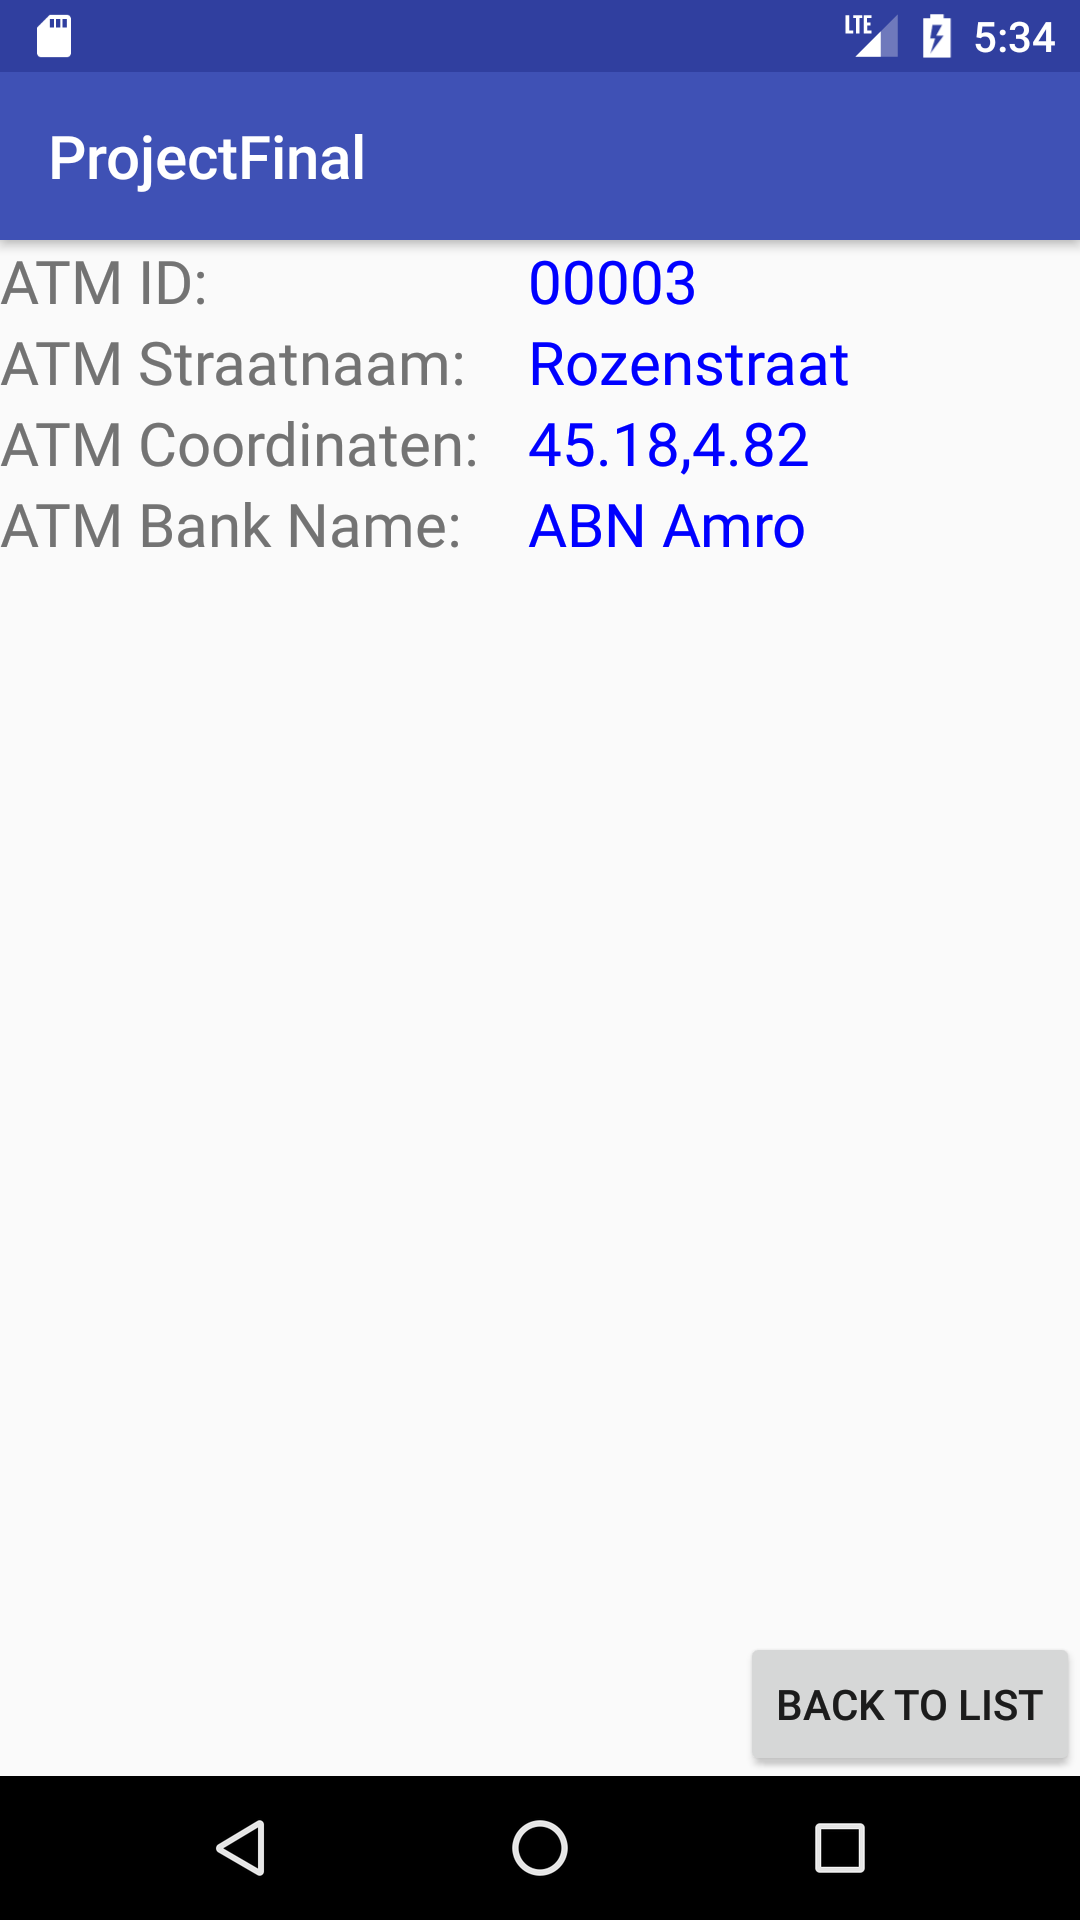 LTE 5:34
ProjectFinal
ATM ID: 00003
ATM Straatnaam: Rozenstraat
ATM Coordinaten: 45.18,4.82
ATM Bank Name: ABN Amro
BACK TO LIST